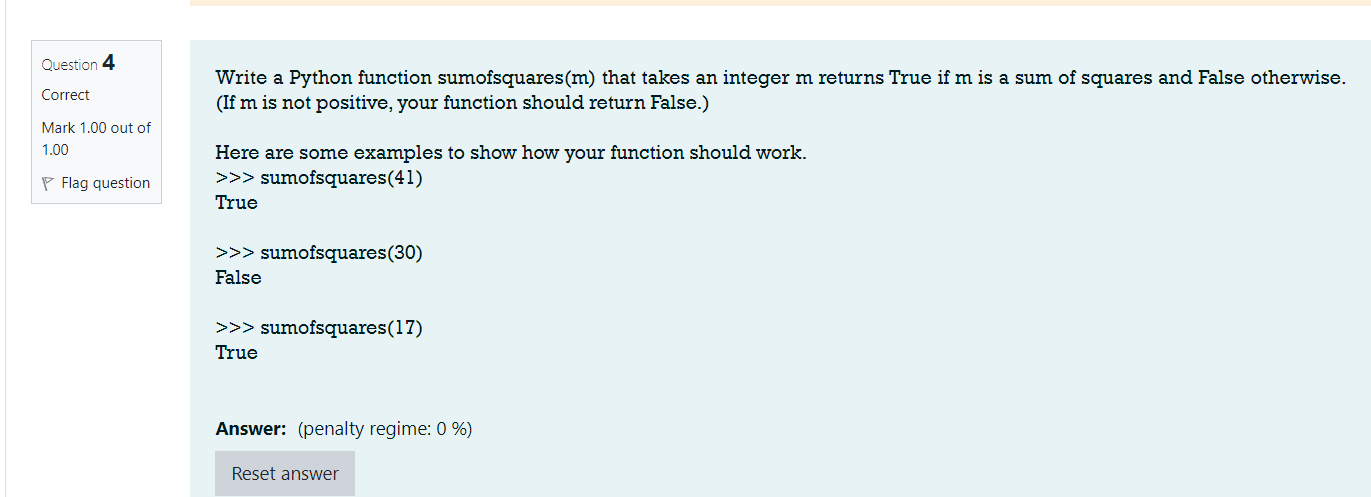 Question 4
Correct
Mark 1.00 out of
1.00
Flag question
Write a Python function sumofsquares(m) that takes an integer m returns True if m is a sum of squares and False otherwise.
(If m is not positive, your function should return False.)
Here are some examples to show how your function should work.
>>> sumofsquares(41)
True
>>> sumofsquares(30)
False
>>> sumofsquares(17)
True
Answer: (penalty regime: 0 %)
Reset answer